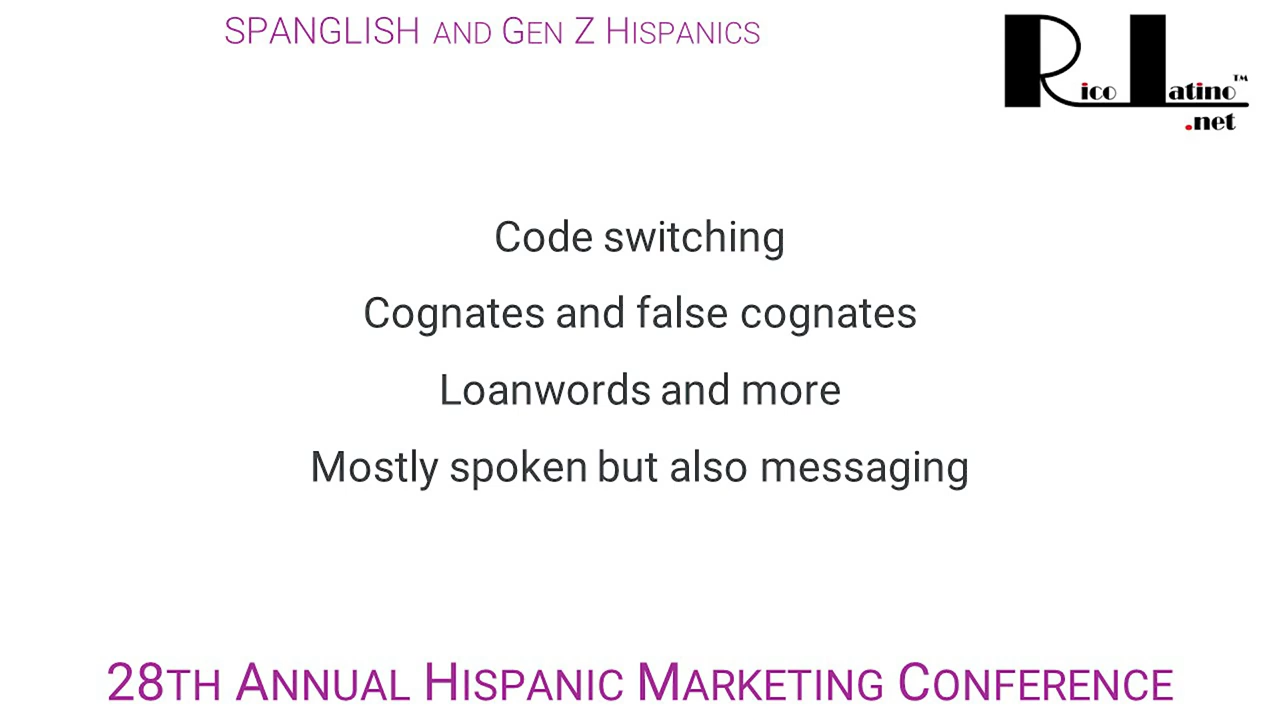 SPANGLISH AND GEN Z HISPANICS
Rico Latino™
.net
Code switching
Cognates and false cognates
Loanwords and more
Mostly spoken but also messaging
28TH ANNUAL HISPANIC MARKETING CONFERENCE